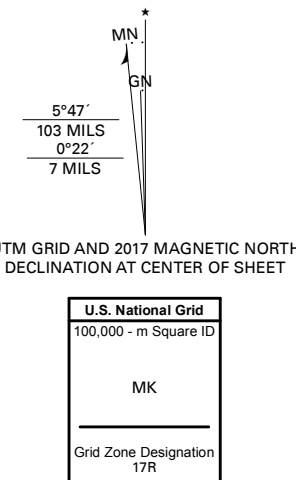 ★
MN
GN
5°47´
103 MILS
0°22´
7 MILS
UTM GRID AND 2017 MAGNETIC NORTH
DECLINATION AT CENTER OF SHEET
U.S. National Grid
100,000 - m Square ID
MK
Grid Zone Designation
17R